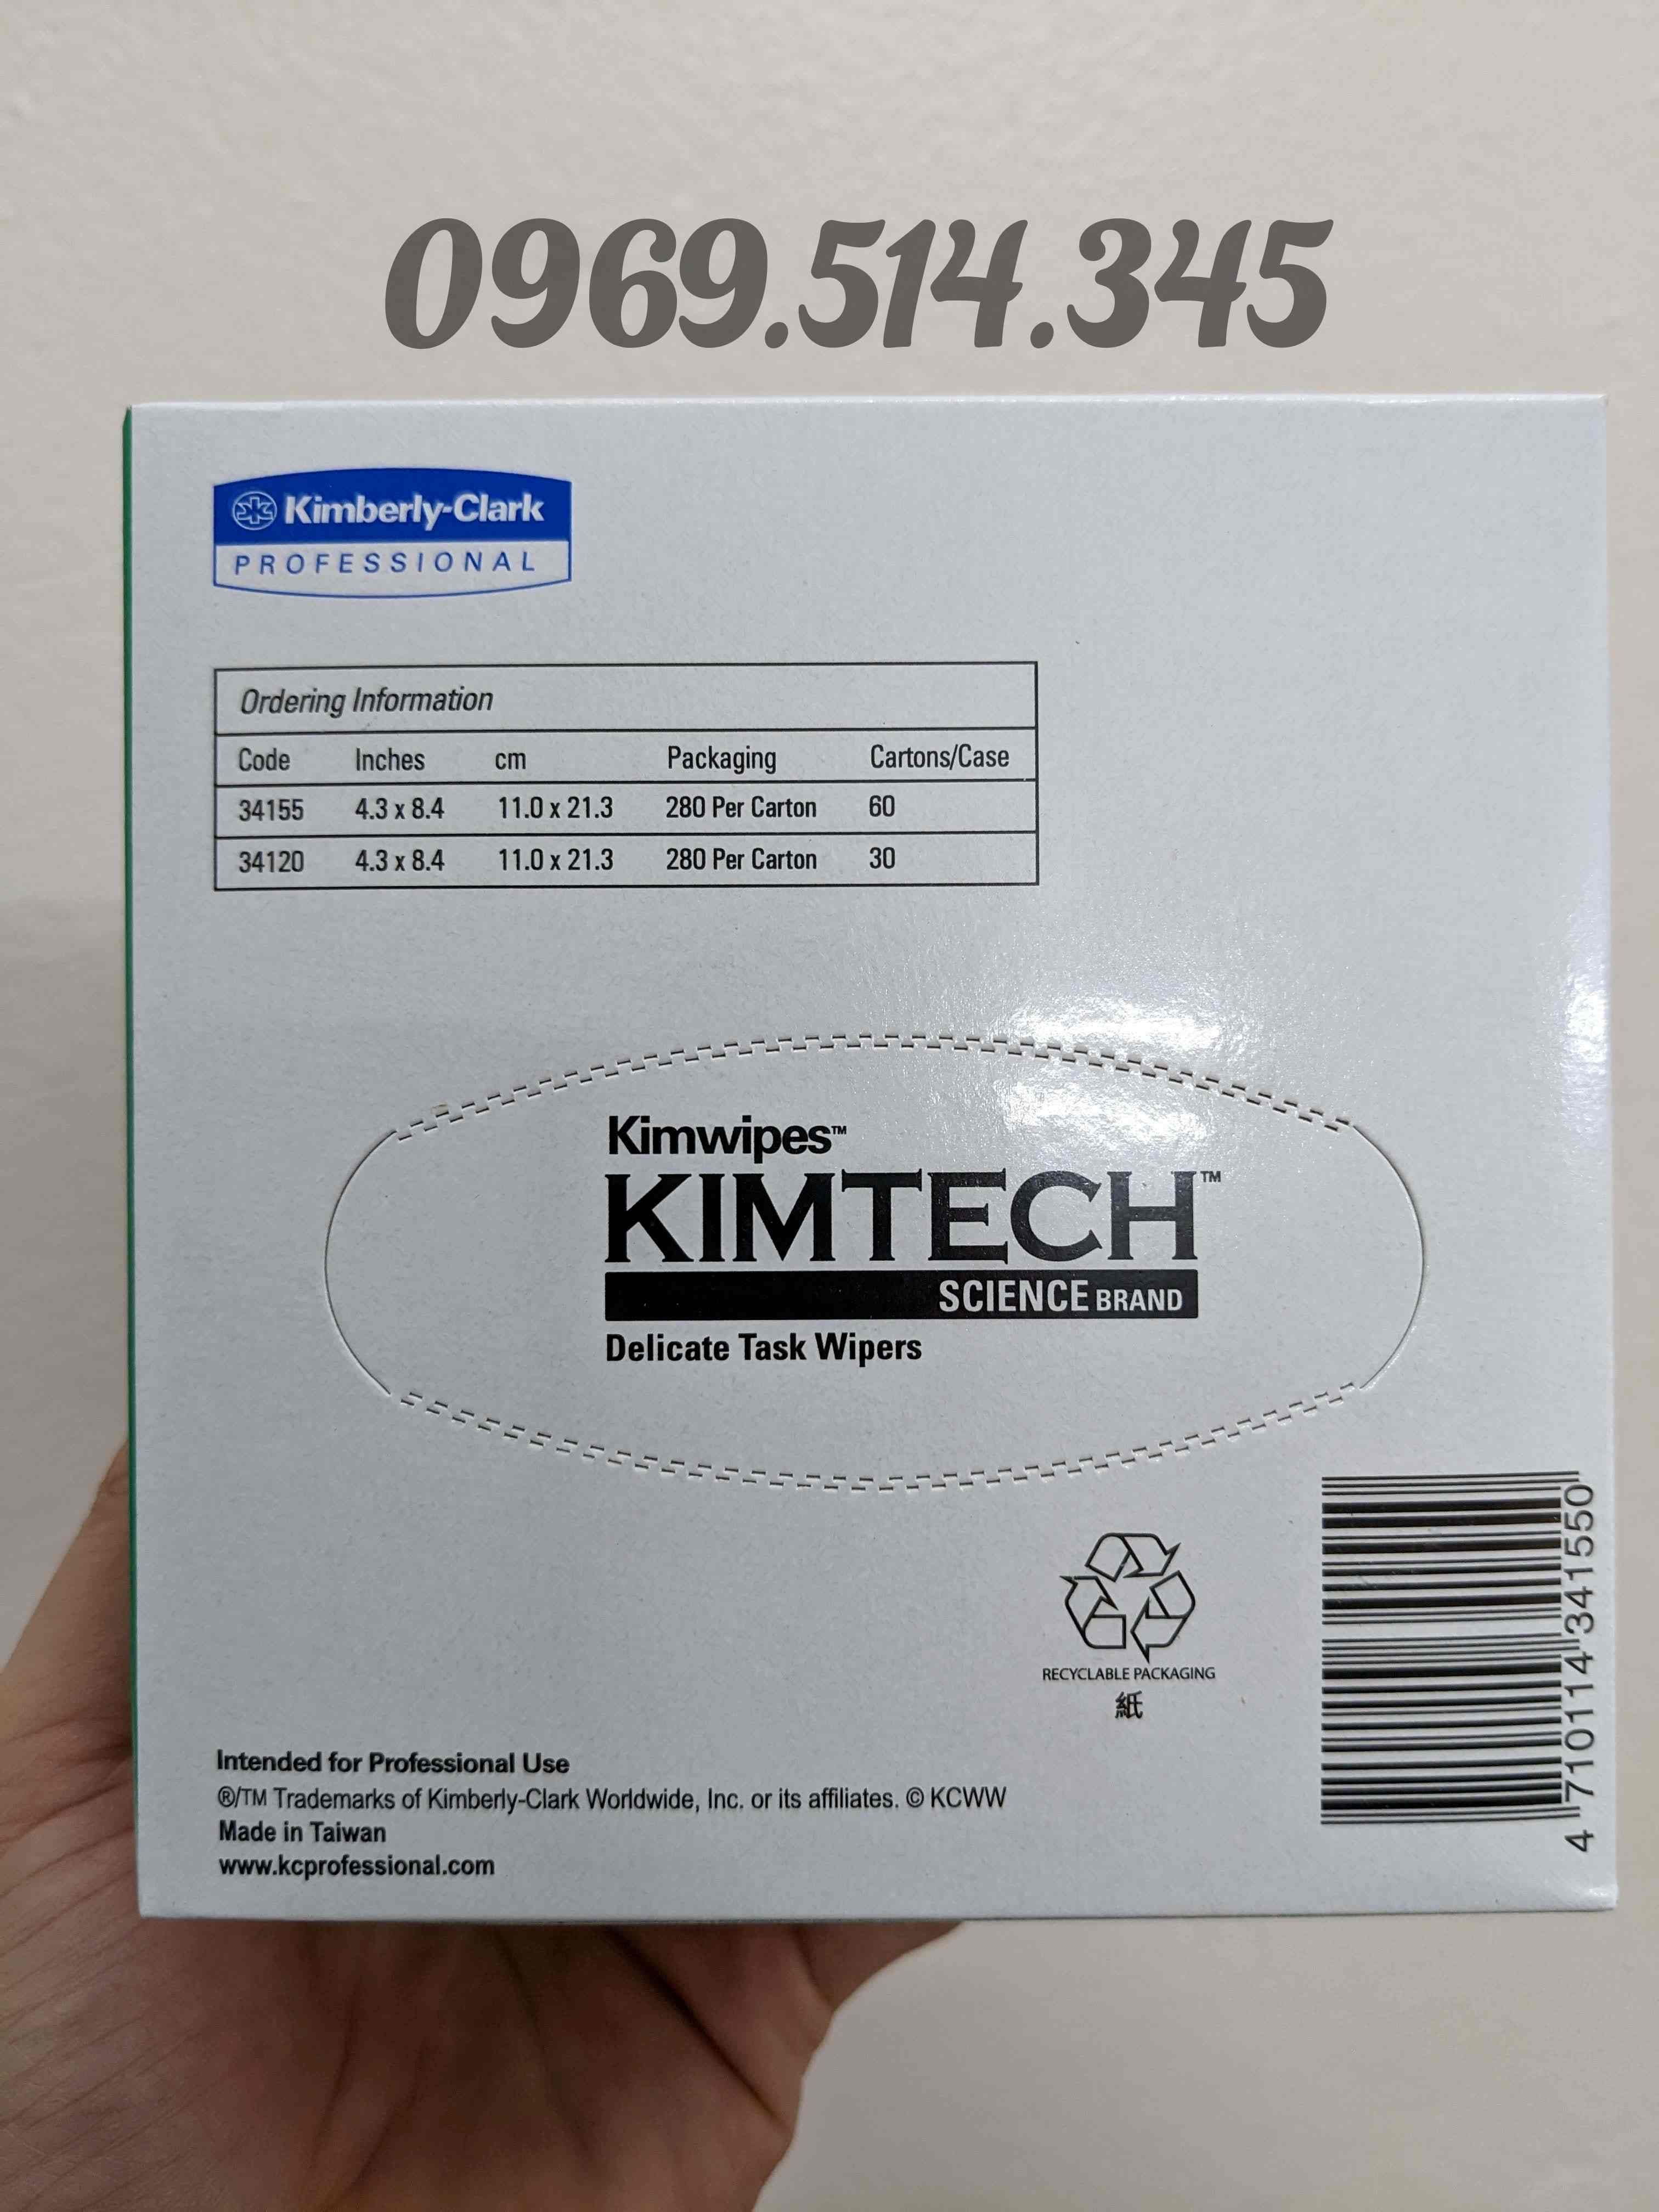 0969.514.345
Kimberly-Clark
PROFESSIONAL
Ordering Information
Code Inches cm Packaging Cartons/Case
34155 4.3 x 8.4 11.0 x 21.3 280 Per Carton 60
34120 4.3 x 8.4 11.0 x 21.3 280 Per Carton 30
Kimwipes™
KIMTECH™
SCIENCE BRAND
Delicate Task Wipers
RECYCLABLE PACKAGING
紙
4 710114 341550
Intended for Professional Use
®/TM Trademarks of Kimberly-Clark Worldwide, Inc. or its affiliates. © KCWW
Made in Taiwan
www.kcprofessional.com